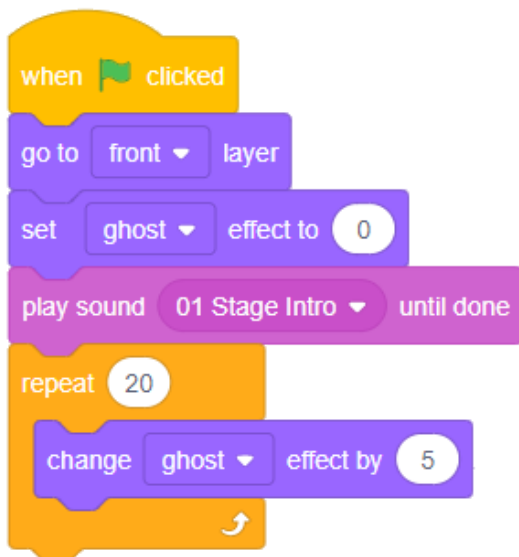 when clicked
go to front layer
set ghost effect to 0
play sound 01 Stage Intro until done
repeat 20
change ghost effect by 5